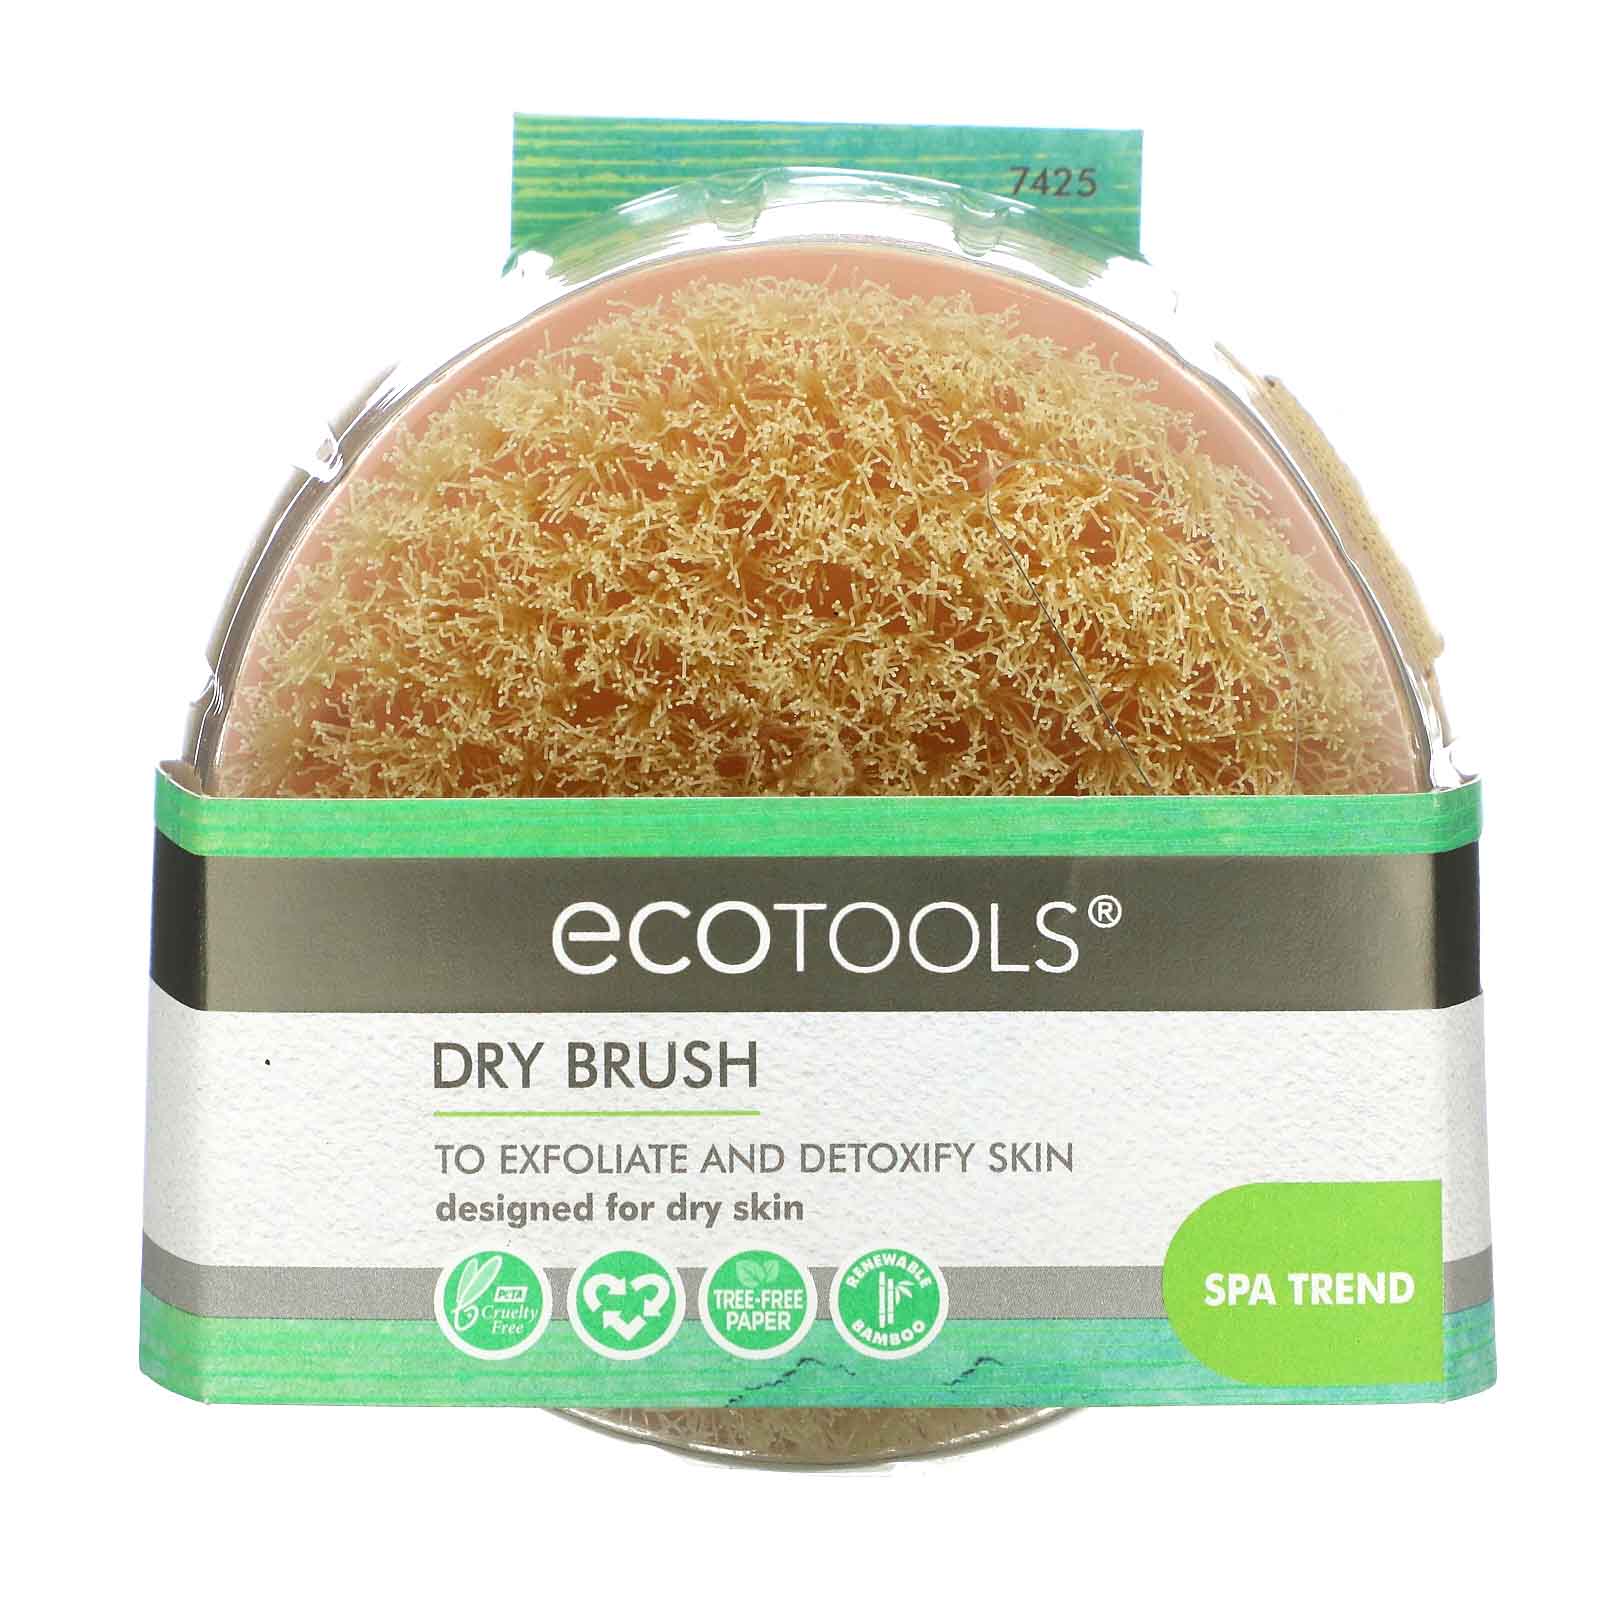 7425
ecoTOOLS®
DRY BRUSH
TO EXFOLIATE AND DETOXIFY SKIN
designed for dry skin
PETA
Cruelty
Free
TREE-FREE
PAPER
RENEWABLE
BAMBOO
SPA TREND